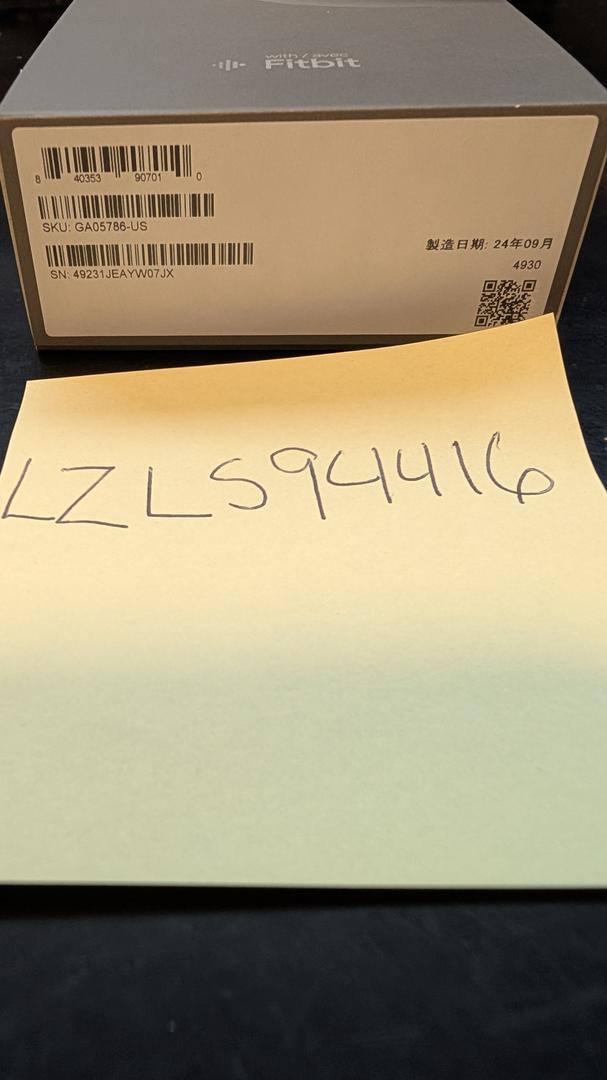 with / avec
Fitbit
8 40353 90701 0
SKU: GA05786-US
SN: 49231JEAYW07JX
製造日期: 24年09月
4930
LZLS94416